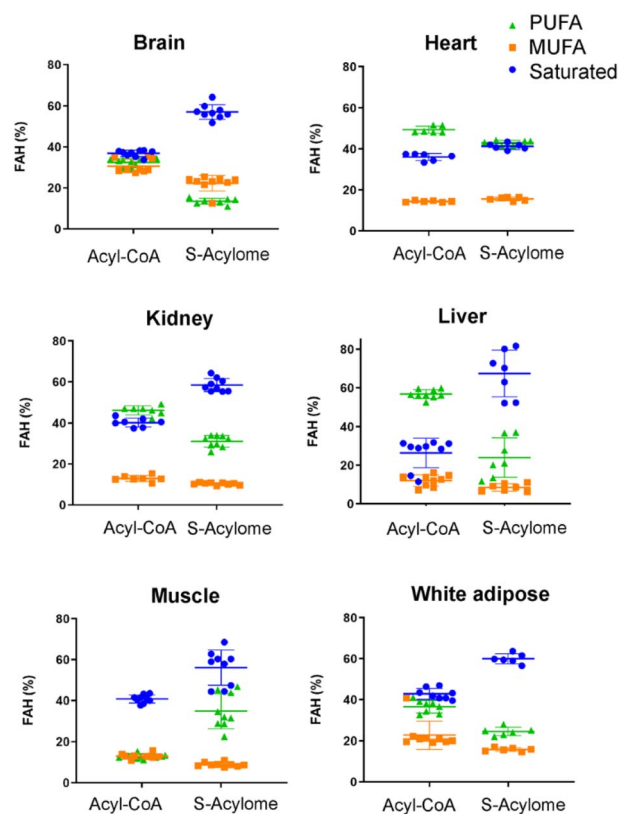 PUFA
MUFA
Saturated
Brain
Heart
FAH (%)
80
60
40
20
0
Acyl-CoA
S-Acylome
FAH (%)
80
60
40
20
0
Acyl-CoA
S-Acylome
Kidney
Liver
FAH (%)
80
60
40
20
0
Acyl-CoA
S-Acylome
FAH (%)
80
60
40
20
0
Acyl-CoA
S-Acylome
Muscle
White adipose
FAH (%)
80
60
40
20
0
Acyl-CoA
S-Acylome
FAH (%)
80
60
40
20
0
Acyl-CoA
S-Acylome